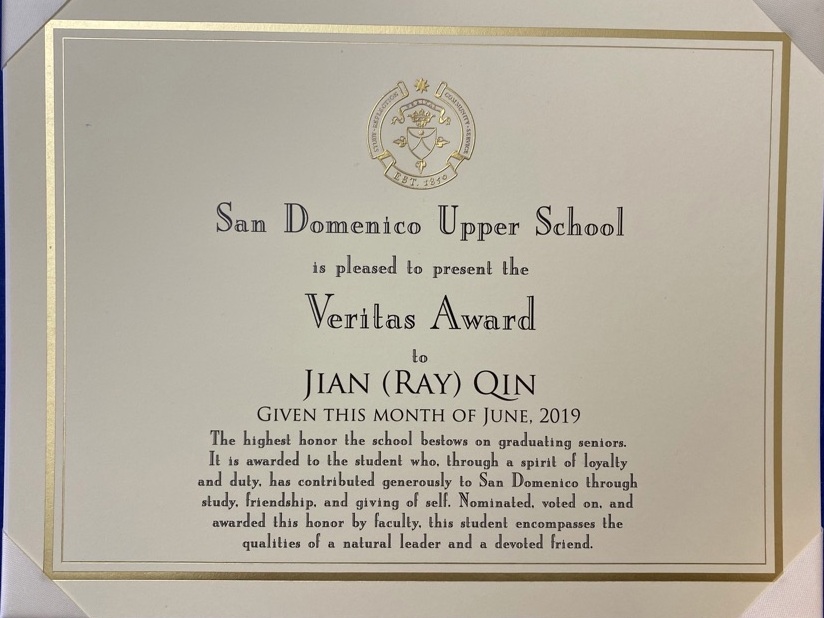 STUDY · REFLECTION
VERITAS
COMMUNITY · SERVICE
EST. 1850
San Domenico Upper School
is pleased to present the
Veritas Award
to
JIAN (RAY) QIN
GIVEN THIS MONTH OF JUNE, 2019
The highest honor the school bestows on graduating seniors.
It is awarded to the student who, through a spirit of loyalty
and duty, has contributed generously to San Domenico through
study, friendship, and giving of self. Nominated, voted on, and
awarded this honor by faculty, this student encompasses the
qualities of a natural leader and a devoted friend.